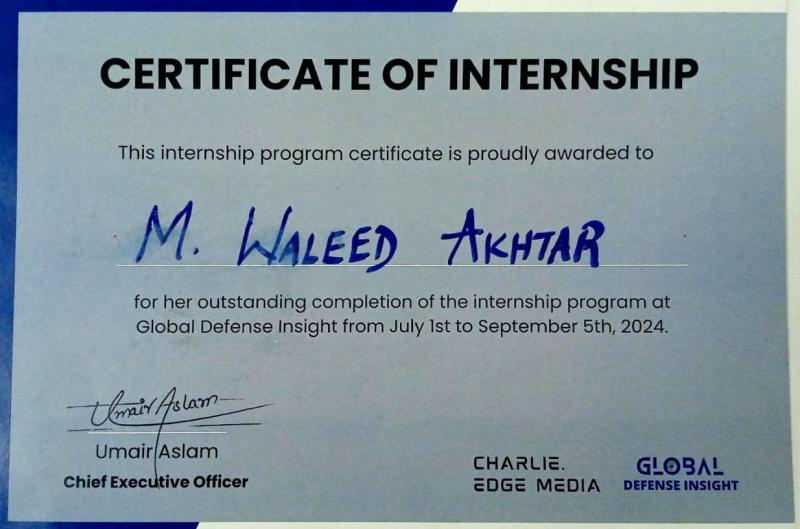 CERTIFICATE OF INTERNSHIP
This internship program certificate is proudly awarded to
M. WALEED AKHTAR
for her outstanding completion of the internship program at
Global Defense Insight from July 1st to September 5th, 2024.
Umair Aslam
Umair Aslam
Chief Executive Officer
CHARLIE.
EDGE MEDIA
GLOBAL
DEFENSE INSIGHT